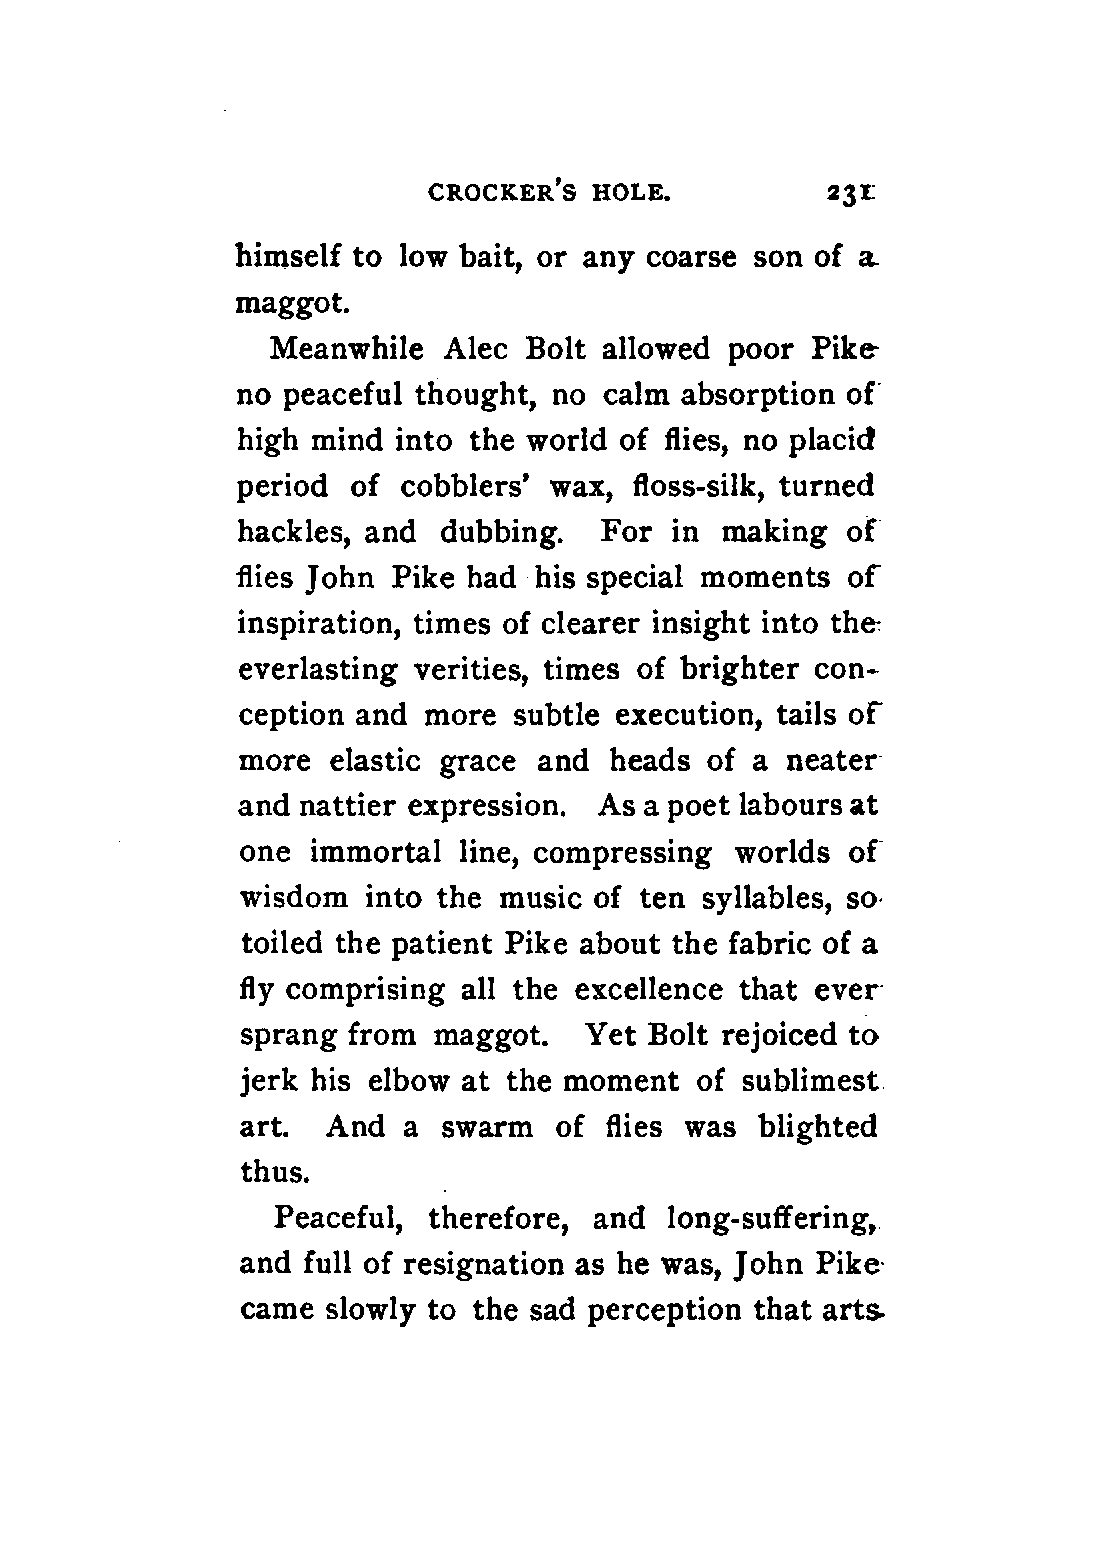 CROCKER'S HOLE. 231
himself to low bait, or any coarse son of a
maggot.
Meanwhile Alec Bolt allowed poor Pike
no peaceful thought, no calm absorption of
high mind into the world of flies, no placid
period of cobblers' wax, floss-silk, turned
hackles, and dubbing. For in making of
flies John Pike had his special moments of
inspiration, times of clearer insight into the
everlasting verities, times of brighter con-
ception and more subtle execution, tails of
more elastic grace and heads of a neater
and nattier expression. As a poet labours at
one immortal line, compressing worlds of
wisdom into the music of ten syllables, so
toiled the patient Pike about the fabric of a
fly comprising all the excellence that ever
sprang from maggot. Yet Bolt rejoiced to
jerk his elbow at the moment of sublimest
art. And a swarm of flies was blighted
thus.
Peaceful, therefore, and long-suffering,
and full of resignation as he was, John Pike
came slowly to the sad perception that arts